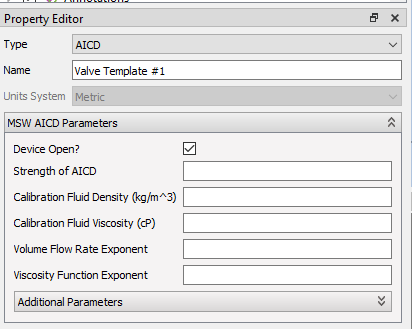 Property Editor
Type AICD
Name Valve Template #1
Units System Metric
MSW AICD Parameters
Device Open?
Strength of AICD
Calibration Fluid Density (kg/m^3)
Calibration Fluid Viscosity (cP)
Volume Flow Rate Exponent
Viscosity Function Exponent
Additional Parameters